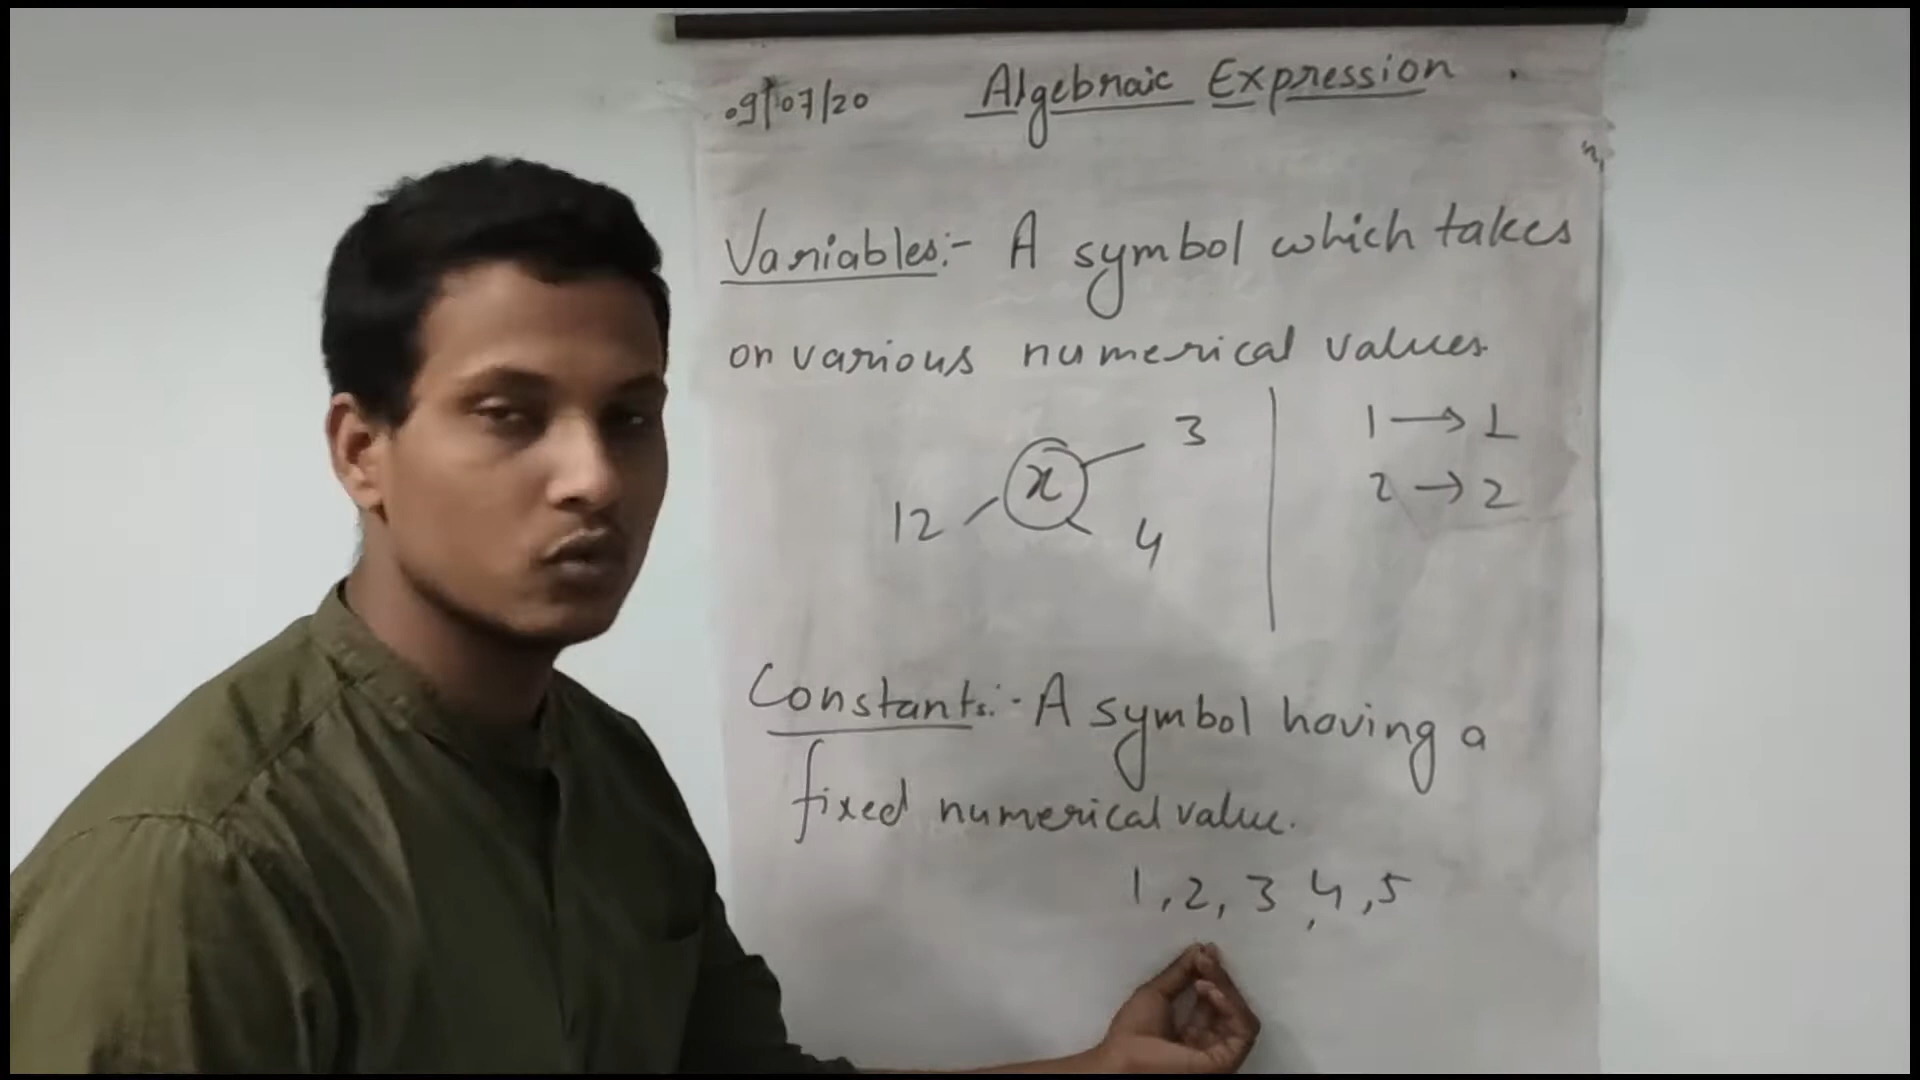 09/07/20 Algebraic Expression
Variables:- A symbol which takes
on various numerical values
x 3
12 4
1 → 1
2 → 2
Constants:- A symbol having a
fixed numerical value.
1, 2, 3, 4, 5